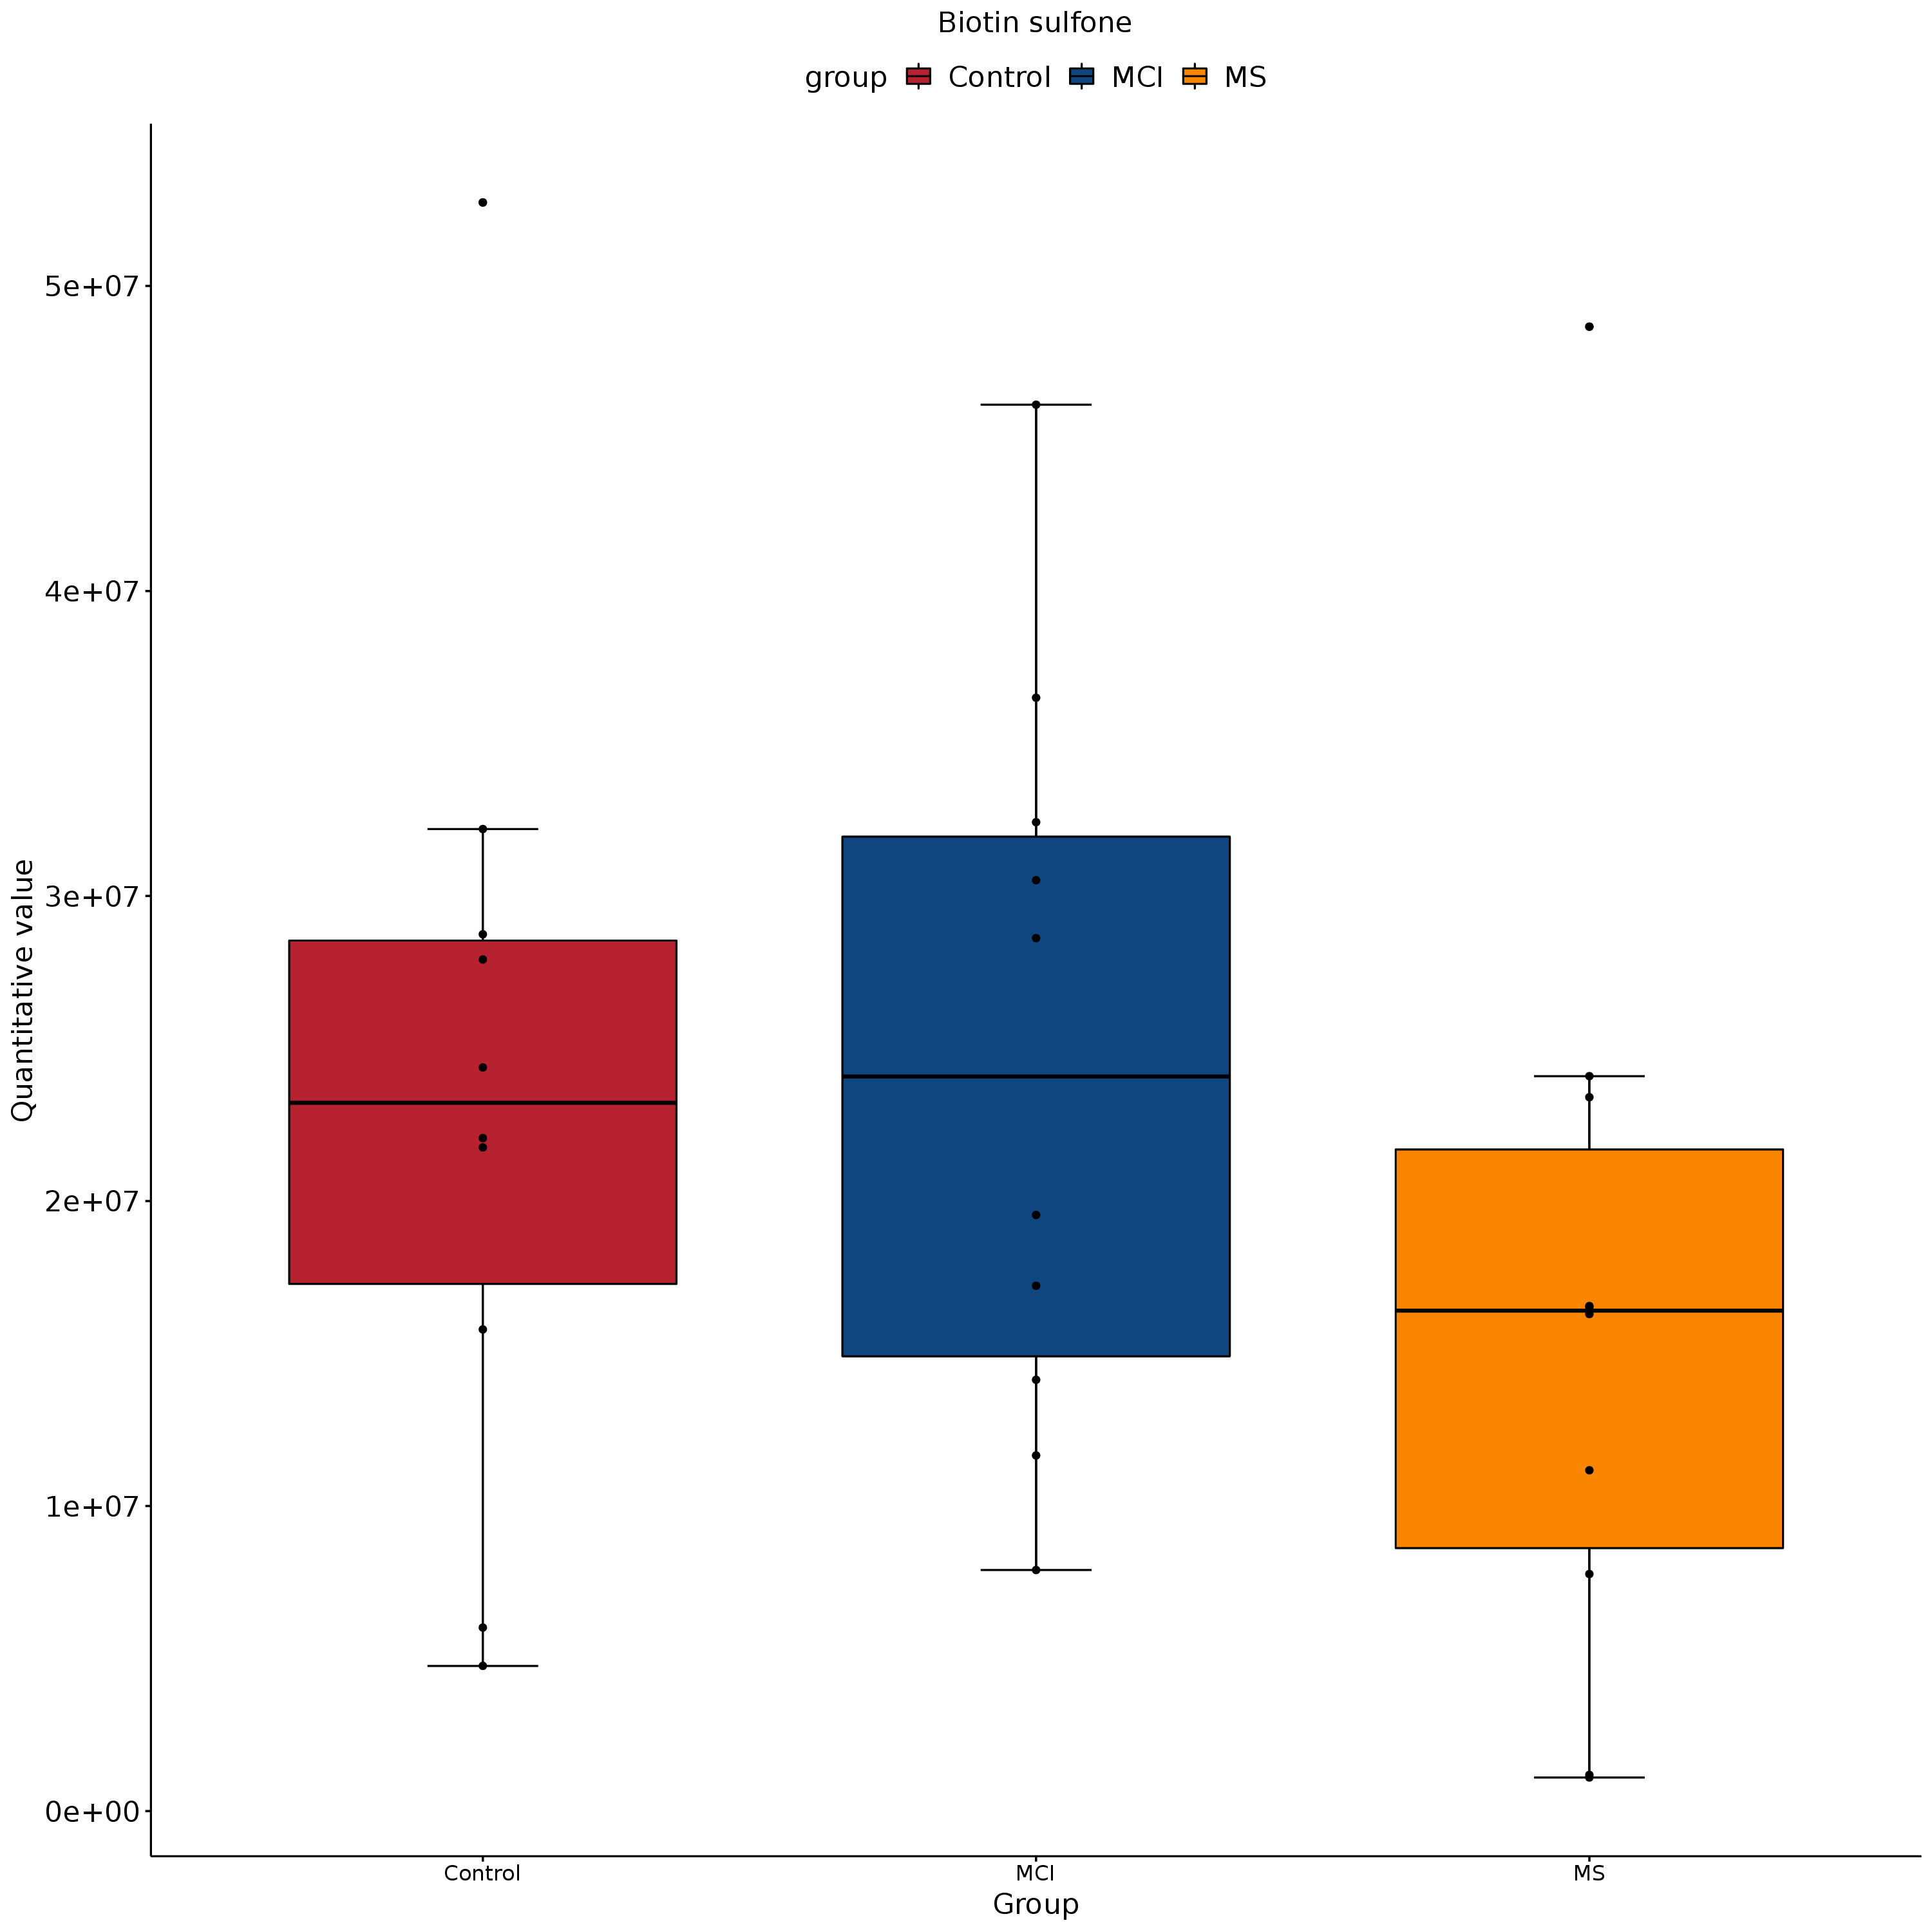 Biotin sulfone
group Control MCI MS
Quantitative value
5e+07
4e+07
3e+07
2e+07
1e+07
0e+00
Control MCI MS
Group